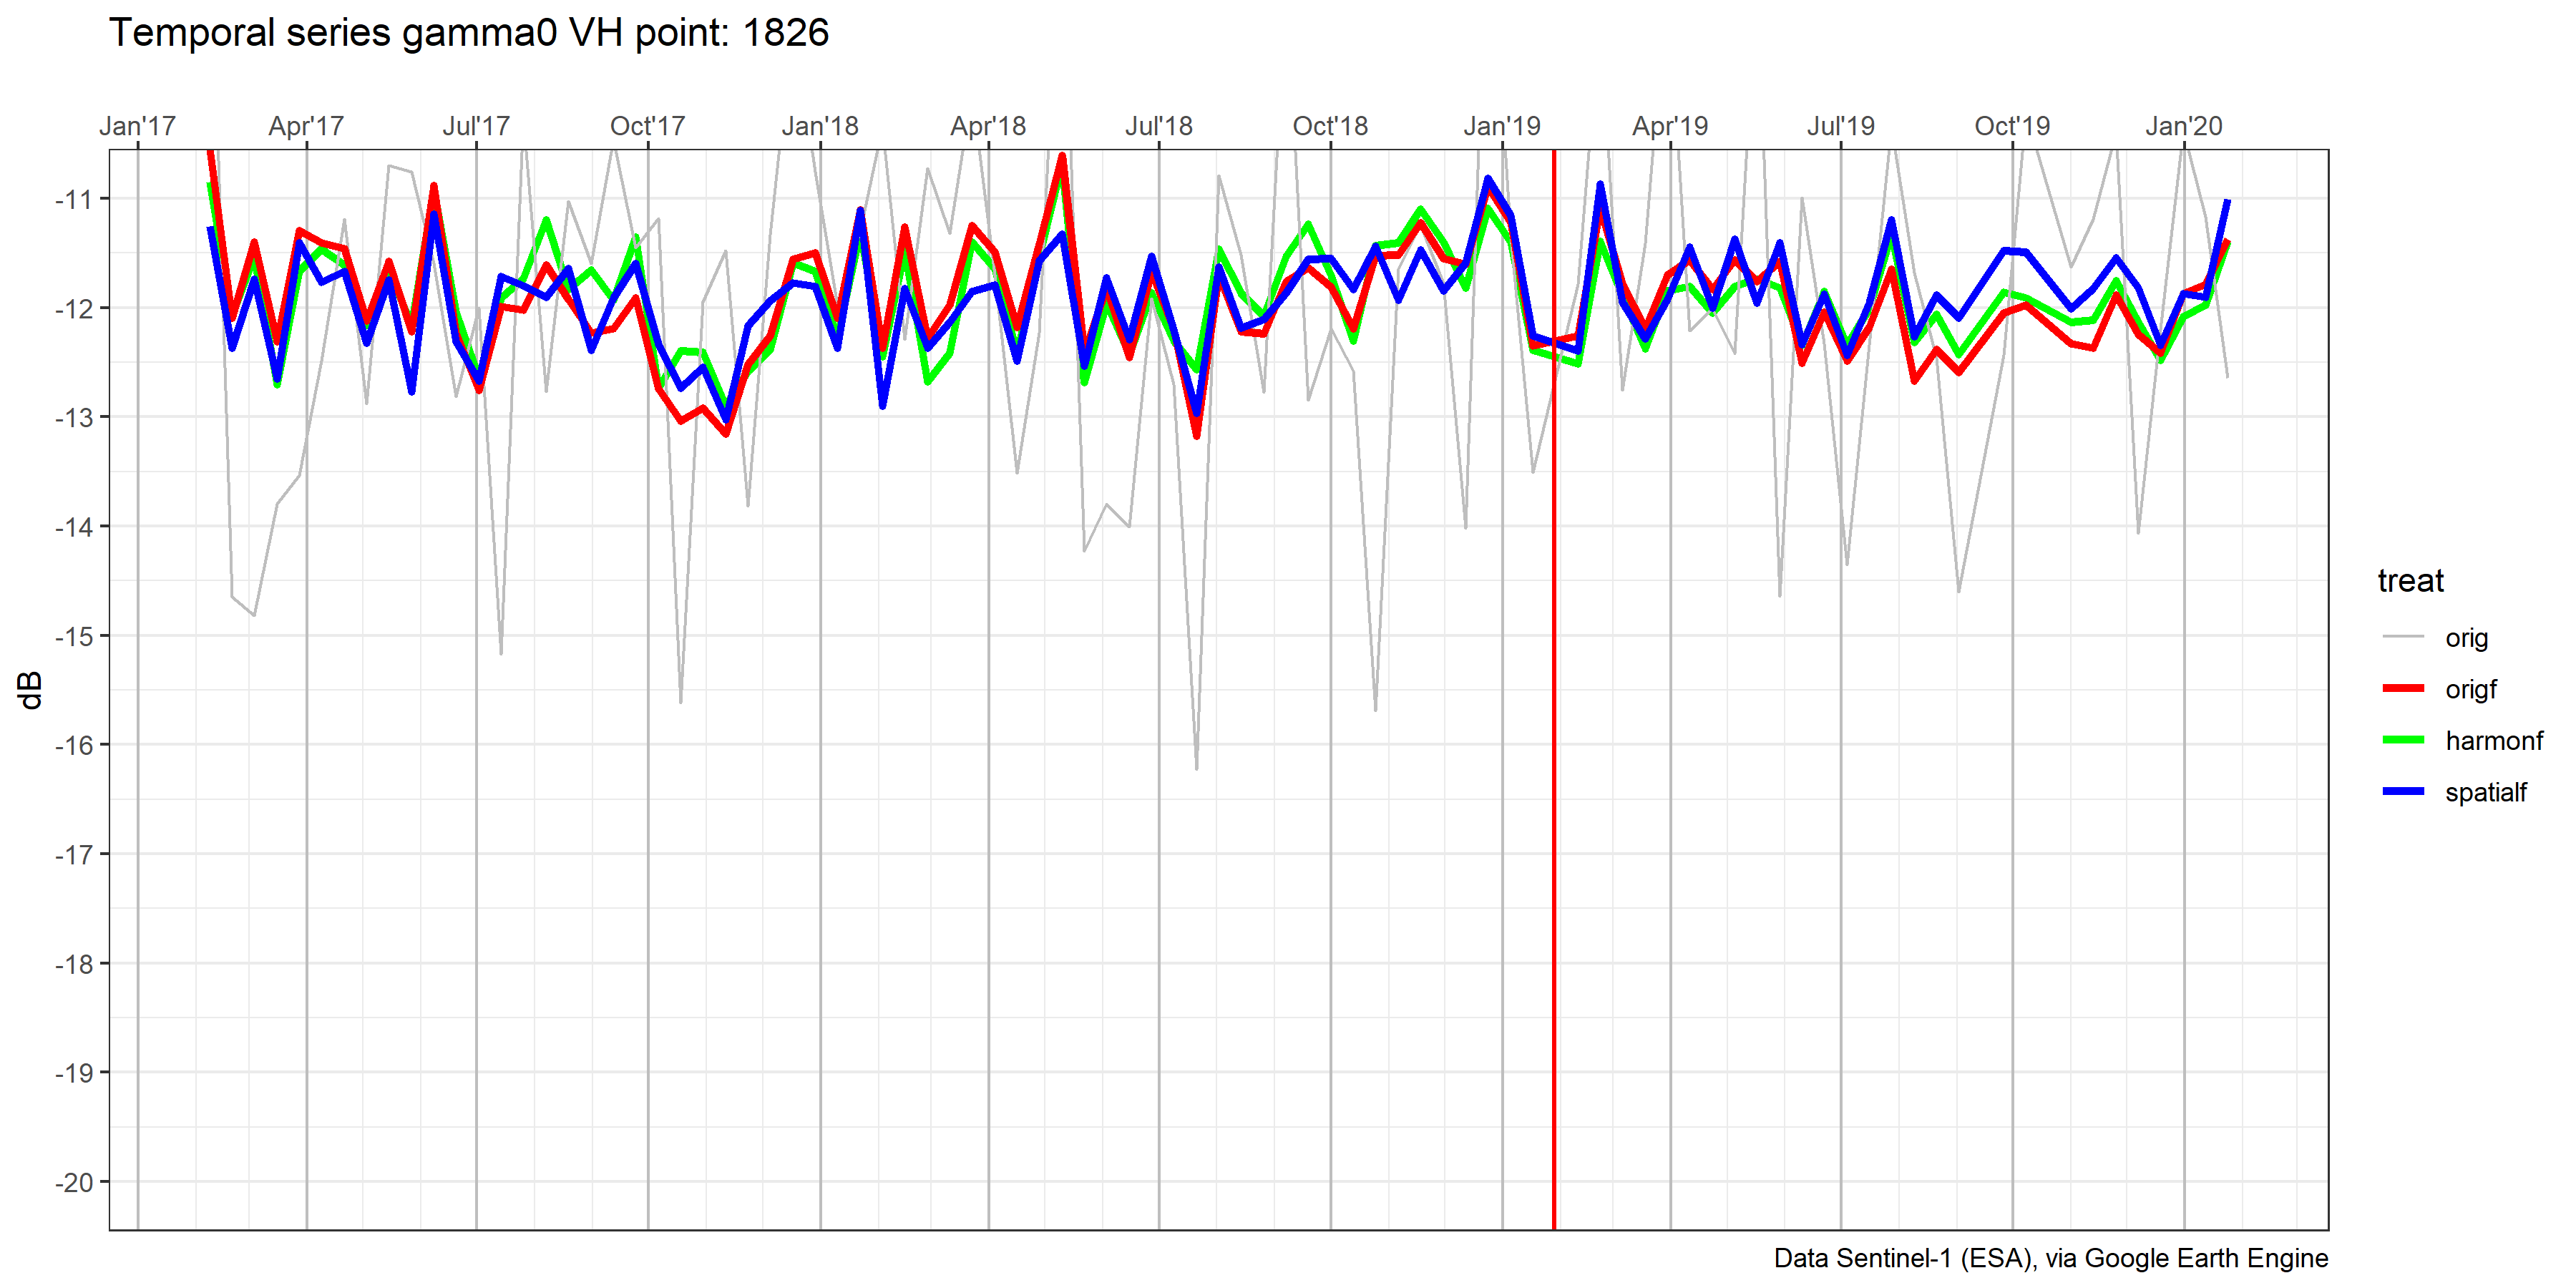 Temporal series gamma0 VH point: 1826
Jan'17 Apr'17 Jul'17 Oct'17 Jan'18 Apr'18 Jul'18 Oct'18 Jan'19 Apr'19 Jul'19 Oct'19 Jan'20
-11
-12
-13
-14
-15
-16
-17
-18
-19
-20
dB
treat
orig
origf
harmonf
spatialf
Data Sentinel-1 (ESA), via Google Earth Engine